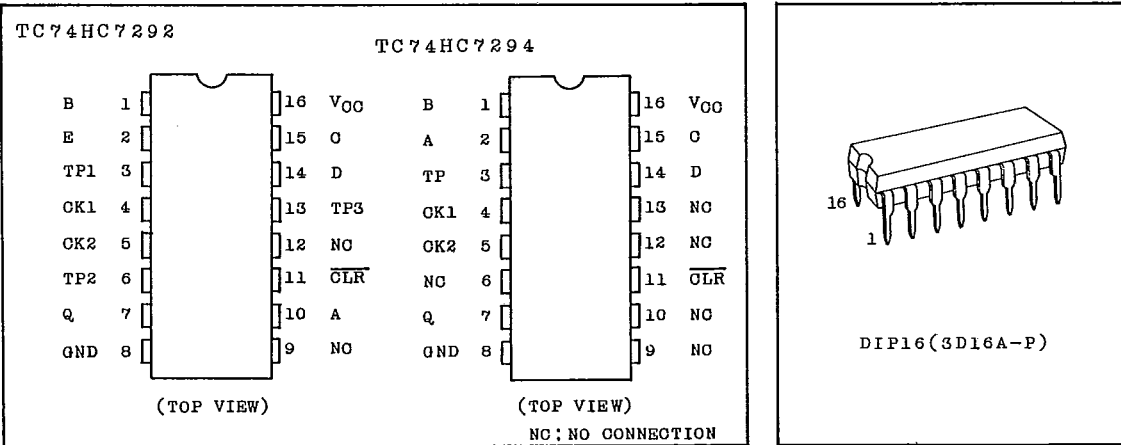 TC74HC7292
B 1 16 VCC
E 2 15 C
TP1 3 14 D
CK1 4 13 TP3
CK2 5 12 NC
TP2 6 11 CLR
Q 7 10 A
GND 8 9 NC
(TOP VIEW)
TC74HC7294
B 1 16 VCC
A 2 15 C
TP 3 14 D
CK1 4 13 NC
CK2 5 12 NC
NC 6 11 CLR
Q 7 10 NC
GND 8 9 NC
(TOP VIEW)
NC:NO CONNECTION
16
1
DIP16(3D16A-P)